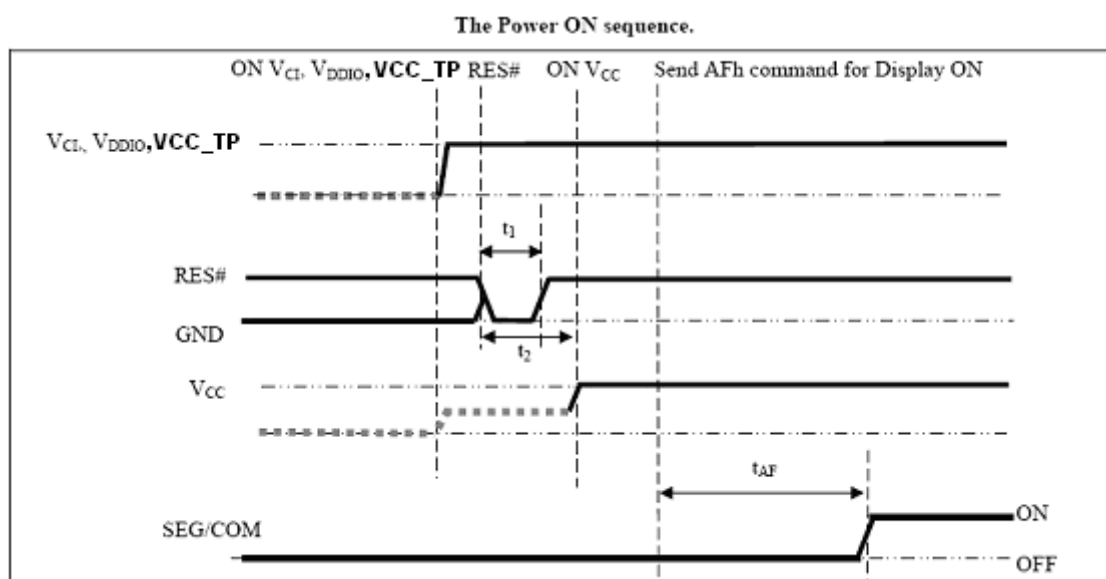 The Power ON sequence.
ON VCI, VDDIO,VCC_TP RES# ON VCC Send AFh command for Display ON
VCI., VDDIO,VCC_TP
t1
RES#
GND
t2
VCC
tAF
SEG/COM
ON
OFF